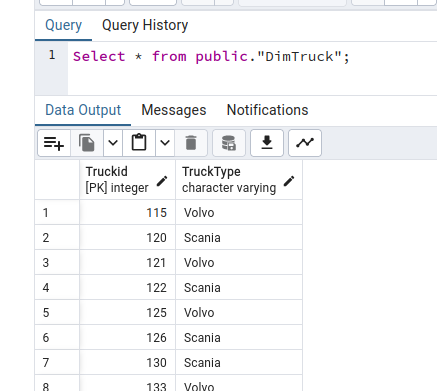 Query Query History
1 Select * from public."DimTruck";
Data Output Messages Notifications
Truckid TruckType
[PK] integer character varying
1 115 Volvo
2 120 Scania
3 121 Volvo
4 122 Scania
5 125 Volvo
6 126 Scania
7 130 Scania
8 133 Volvo